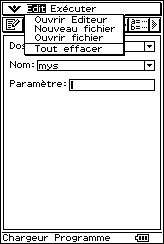 Edit Exécuter
Ouvrir Editeur
Nouveau fichier
Ouvrir fichier
Tout effacer
Dos
Nom: mys
Paramètre:
Chargeur Programme